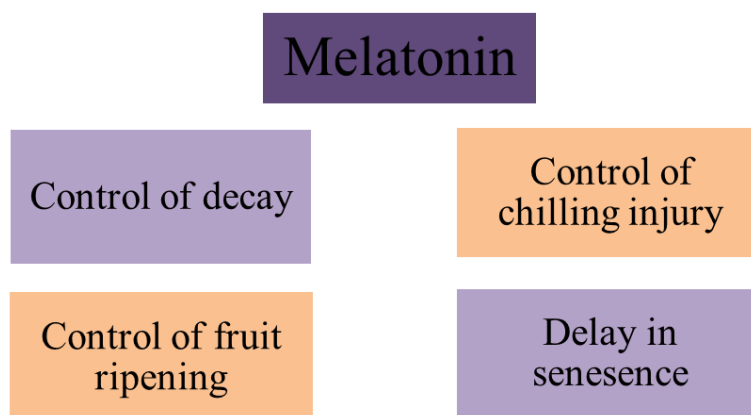 Melatonin
Control of decay
Control of
chilling injury
Control of fruit
ripening
Delay in
senesence